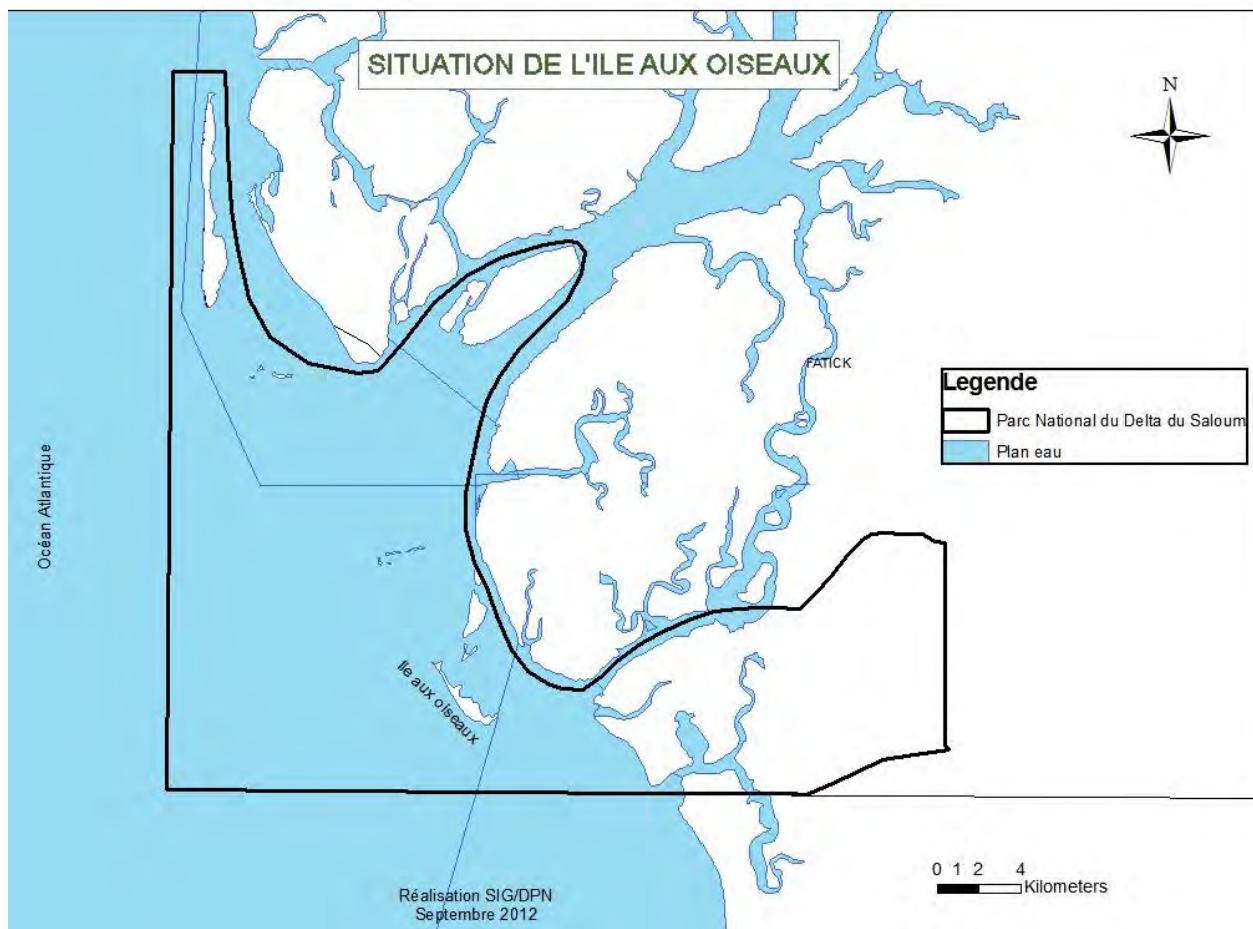 SITUATION DE L'ILE AUX OISEAUX
N
FATICK
Legende
Parc National du Delta du Saloum
Plan eau
Océan Atlantique
Ile aux oiseaux
0 1 2 4
Kilometers
Réalisation SIG/DPN
Septembre 2012